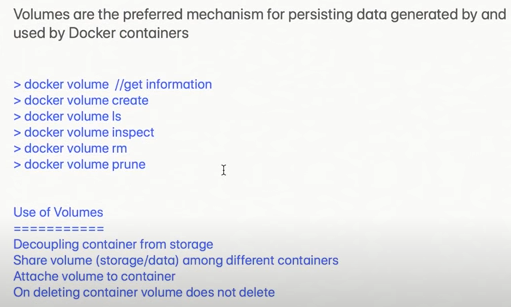 Volumes are the preferred mechanism for persisting data generated by and
used by Docker containers
> docker volume  //get information
> docker volume create
> docker volume ls
> docker volume inspect
> docker volume rm
> docker volume prune
Use of Volumes
===========
Decoupling container from storage
Share volume (storage/data) among different containers
Attache volume to container
On deleting container volume does not delete